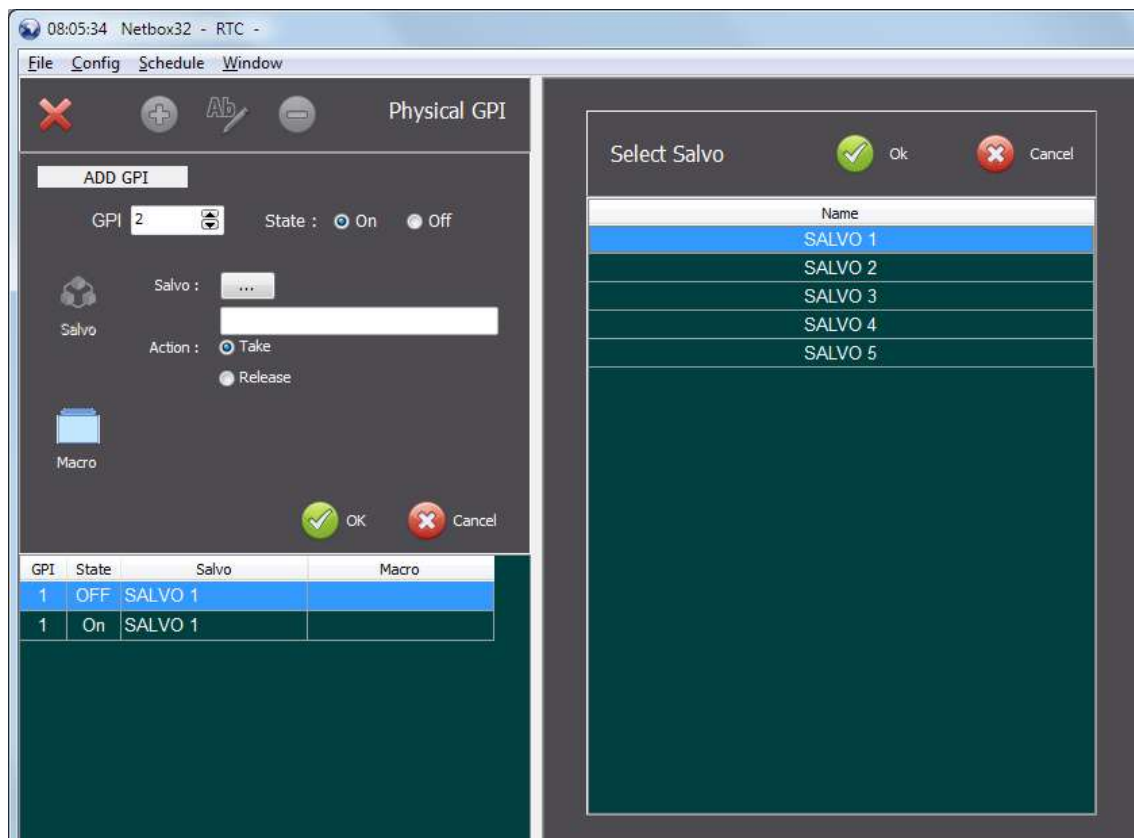 08:05:34 Netbox32 - RTC -
File Config Schedule Window
Ab Physical GPI
ADD GPI
GPI 2 State : On Off
Salvo : ...
Salvo
Action : Take
Release
Macro
OK Cancel
GPI State Salvo Macro
1 OFF SALVO 1
1 On SALVO 1
Select Salvo Ok Cancel
Name
SALVO 1
SALVO 2
SALVO 3
SALVO 4
SALVO 5